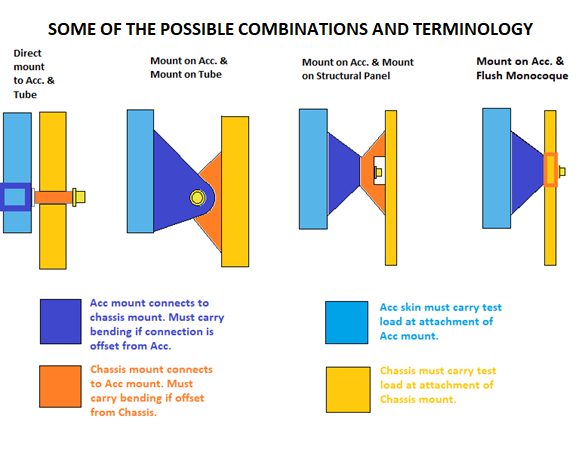 SOME OF THE POSSIBLE COMBINATIONS AND TERMINOLOGY
Direct
mount
to Acc. &
Tube
Mount on Acc. &
Mount on Tube
Mount on Acc. & Mount
on Structural Panel
Mount on Acc. &
Flush Monocoque
Acc mount connects to
chassis mount. Must carry
bending if connection is
offset from Acc.
Acc skin must carry test
load at attachment of
Acc mount.
Chassis mount connects
to Acc mount. Must
carry bending if offset
from Chassis.
Chassis must carry test
load at attachment of
Chassis mount.